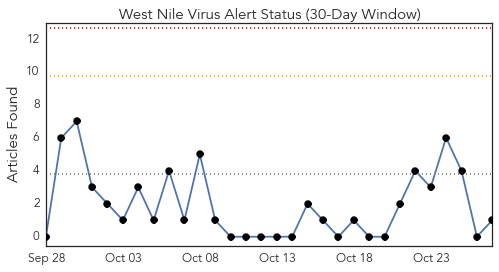 West Nile Virus Alert Status (30-Day Window)
Articles Found
12
10
8
6
4
2
0
Sep 28 Oct 03 Oct 08 Oct 13 Oct 18 Oct 23